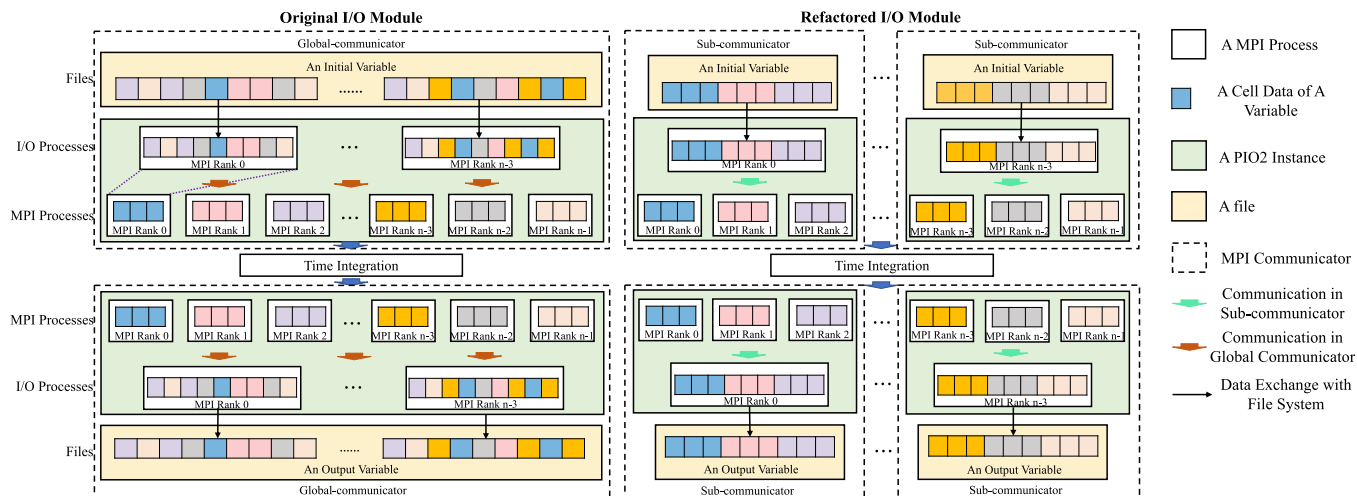 Original I/O Module
Refactored I/O Module
Global-communicator
Sub-communicator
Sub-communicator
Files
An Initial Variable
......
An Initial Variable
...
An Initial Variable
I/O Processes
MPI Rank 0
...
MPI Rank n-3
MPI Rank 0
...
MPI Rank n-3
MPI Processes
MPI Rank 0
MPI Rank 1
MPI Rank 2
...
MPI Rank n-3
MPI Rank n-2
MPI Rank n-1
MPI Rank 0
MPI Rank 1
MPI Rank 2
...
MPI Rank n-3
MPI Rank n-2
MPI Rank n-1
Time Integration
Time Integration
MPI Processes
MPI Rank 0
MPI Rank 1
MPI Rank 2
...
MPI Rank n-3
MPI Rank n-2
MPI Rank n-1
MPI Rank 0
MPI Rank 1
MPI Rank 2
...
MPI Rank n-3
MPI Rank n-2
MPI Rank n-1
I/O Processes
MPI Rank 0
...
MPI Rank n-3
MPI Rank 0
...
MPI Rank n-3
Files
......
An Output Variable
An Output Variable
...
An Output Variable
Global-communicator
Sub-communicator
Sub-communicator
A MPI Process
A Cell Data of A
Variable
A PIO2 Instance
A file
MPI Communicator
Communication in
Sub-communicator
Communication in
Global Communicator
Data Exchange with
File System